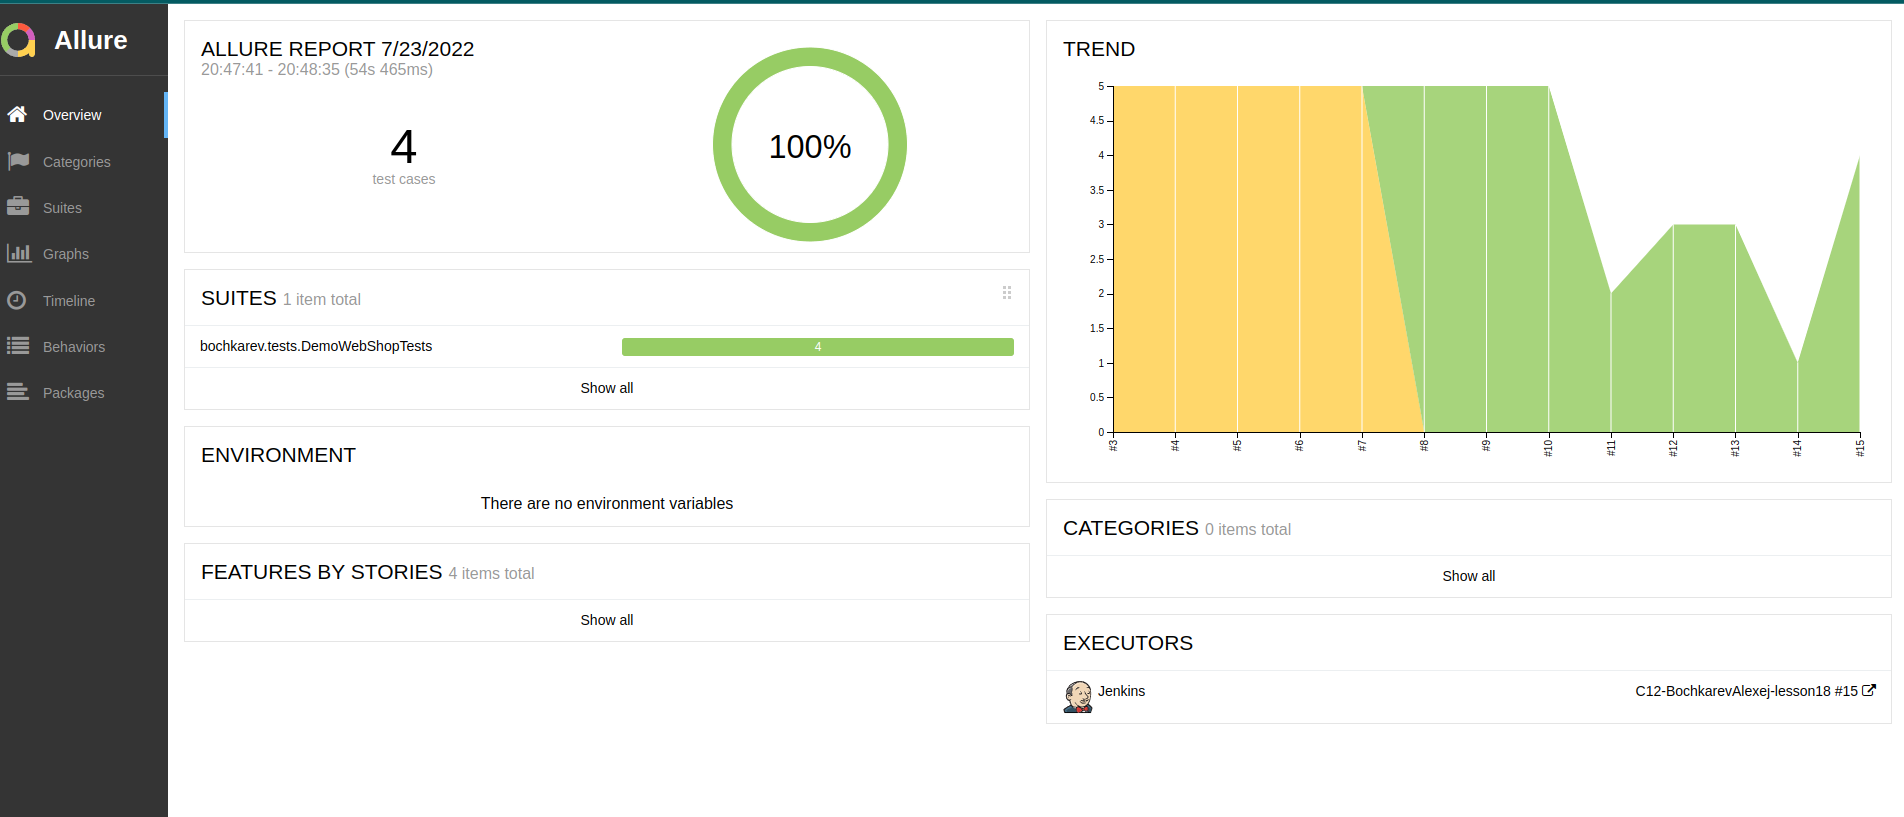 Allure
Overview
Categories
Suites
Graphs
Timeline
Behaviors
Packages
ALLURE REPORT 7/23/2022
20:47:41 - 20:48:35 (54s 465ms)
4
test cases
100%
SUITES 1 item total
bochkarev.tests.DemoWebShopTests 4
Show all
ENVIRONMENT
There are no environment variables
FEATURES BY STORIES 4 items total
Show all
TREND
5
4.5
4
3.5
3
2.5
2
1.5
1
0.5
0
#3 #4 #5 #6 #7 #8 #9 #10 #11 #12 #13 #14 #15
CATEGORIES 0 items total
Show all
EXECUTORS
Jenkins C12-BochkarevAlexej-lesson18 #15